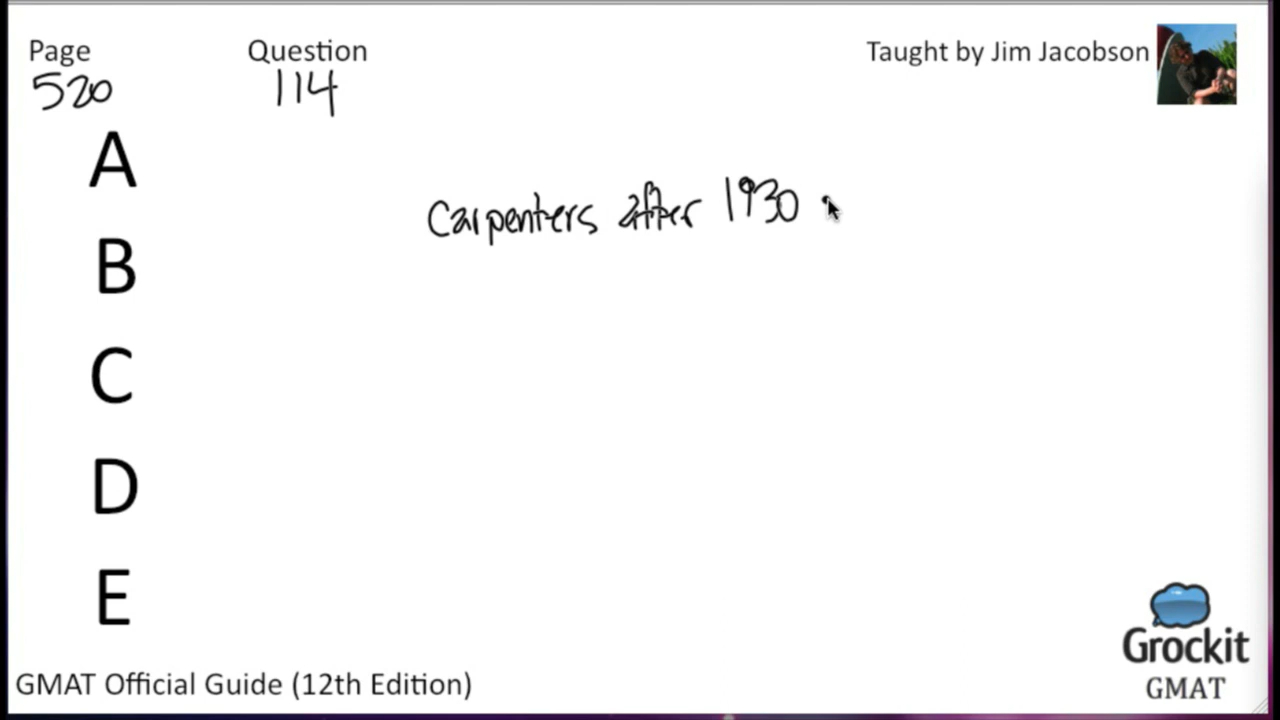 Page Question Taught by Jim Jacobson
520 114
A
Carpenters after 1930
B
C
D
E
Grockit
GMAT
GMAT Official Guide (12th Edition)